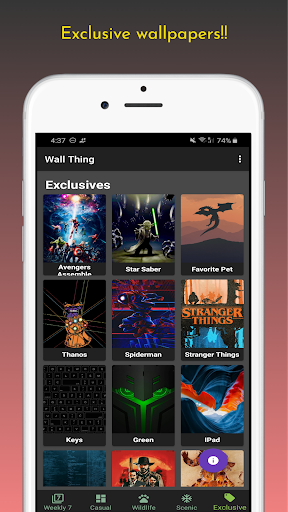 Exclusive wallpapers!!
4:37
74%
Wall Thing
Exclusives
Avengers
Assemble
Star Saber
Favorite Pet
Thanos
Spiderman
STRANGER
THINGS
Stranger Things
Keys
Green
IPad
Weekly 7
Casual
Wildlife
Scenic
Exclusive